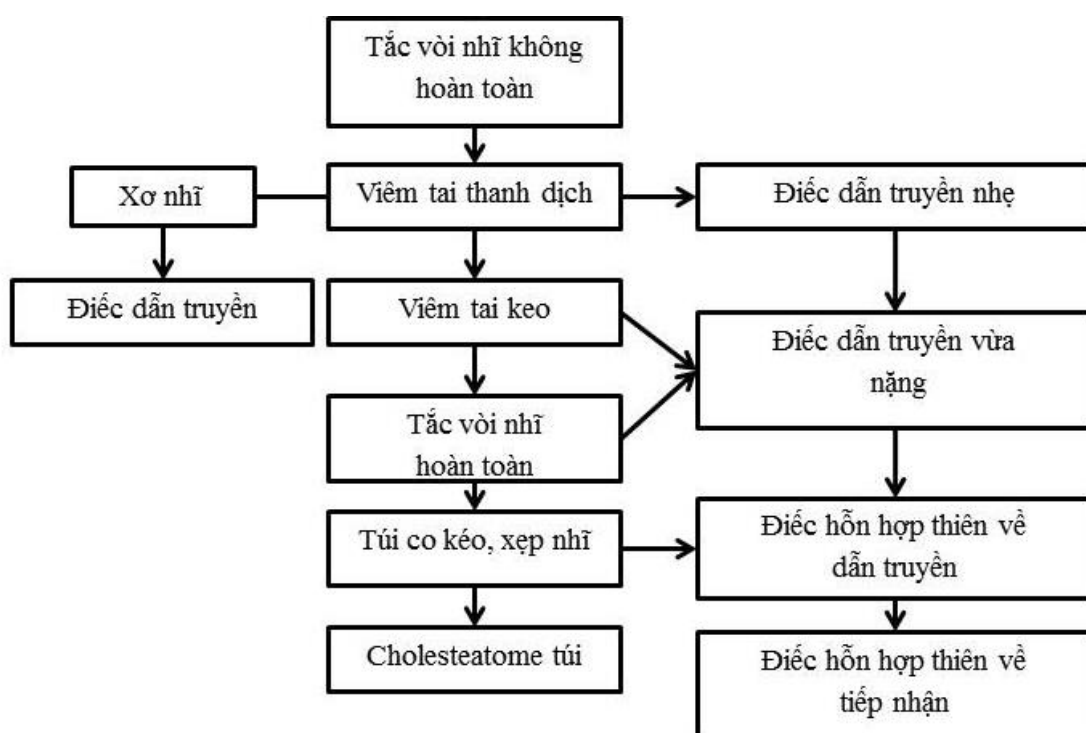 Tắc vòi nhĩ không
hoàn toàn
Xơ nhĩ
Viêm tai thanh dịch
Điếc dẫn truyền nhẹ
Điếc dẫn truyền
Viêm tai keo
Điếc dẫn truyền vừa
nặng
Tắc vòi nhĩ
hoàn toàn
Túi co kéo, xẹp nhĩ
Điếc hỗn hợp thiên về
dẫn truyền
Cholesteatome túi
Điếc hỗn hợp thiên về
tiếp nhận